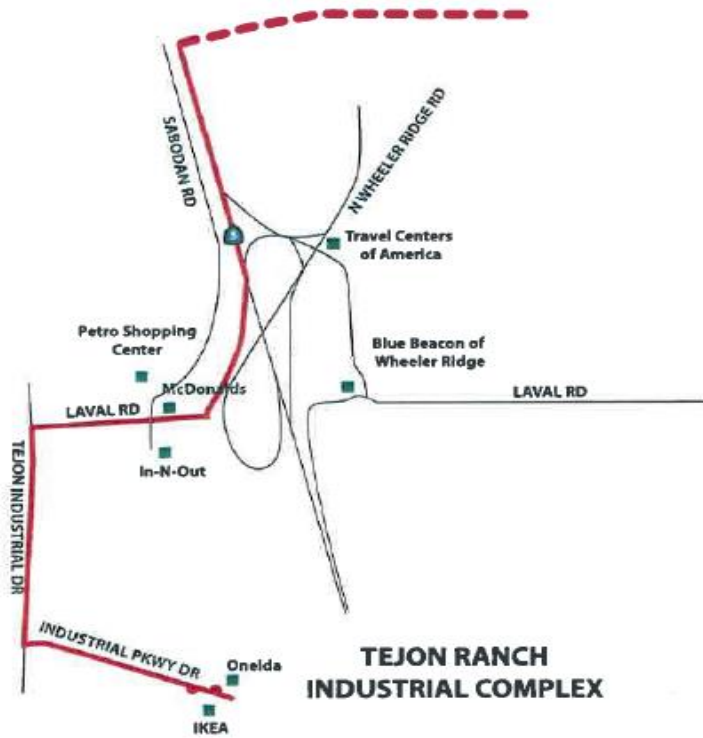 SABODAN RD
N WHEELER RIDGE RD
5
Travel Centers
of America
Petro Shopping
Center
Blue Beacon of
Wheeler Ridge
McDonalds
LAVAL RD
LAVAL RD
In-N-Out
TEJON INDUSTRIAL DR
INDUSTRIAL PKWY DR
Oneida
IKEA
TEJON RANCH
INDUSTRIAL COMPLEX